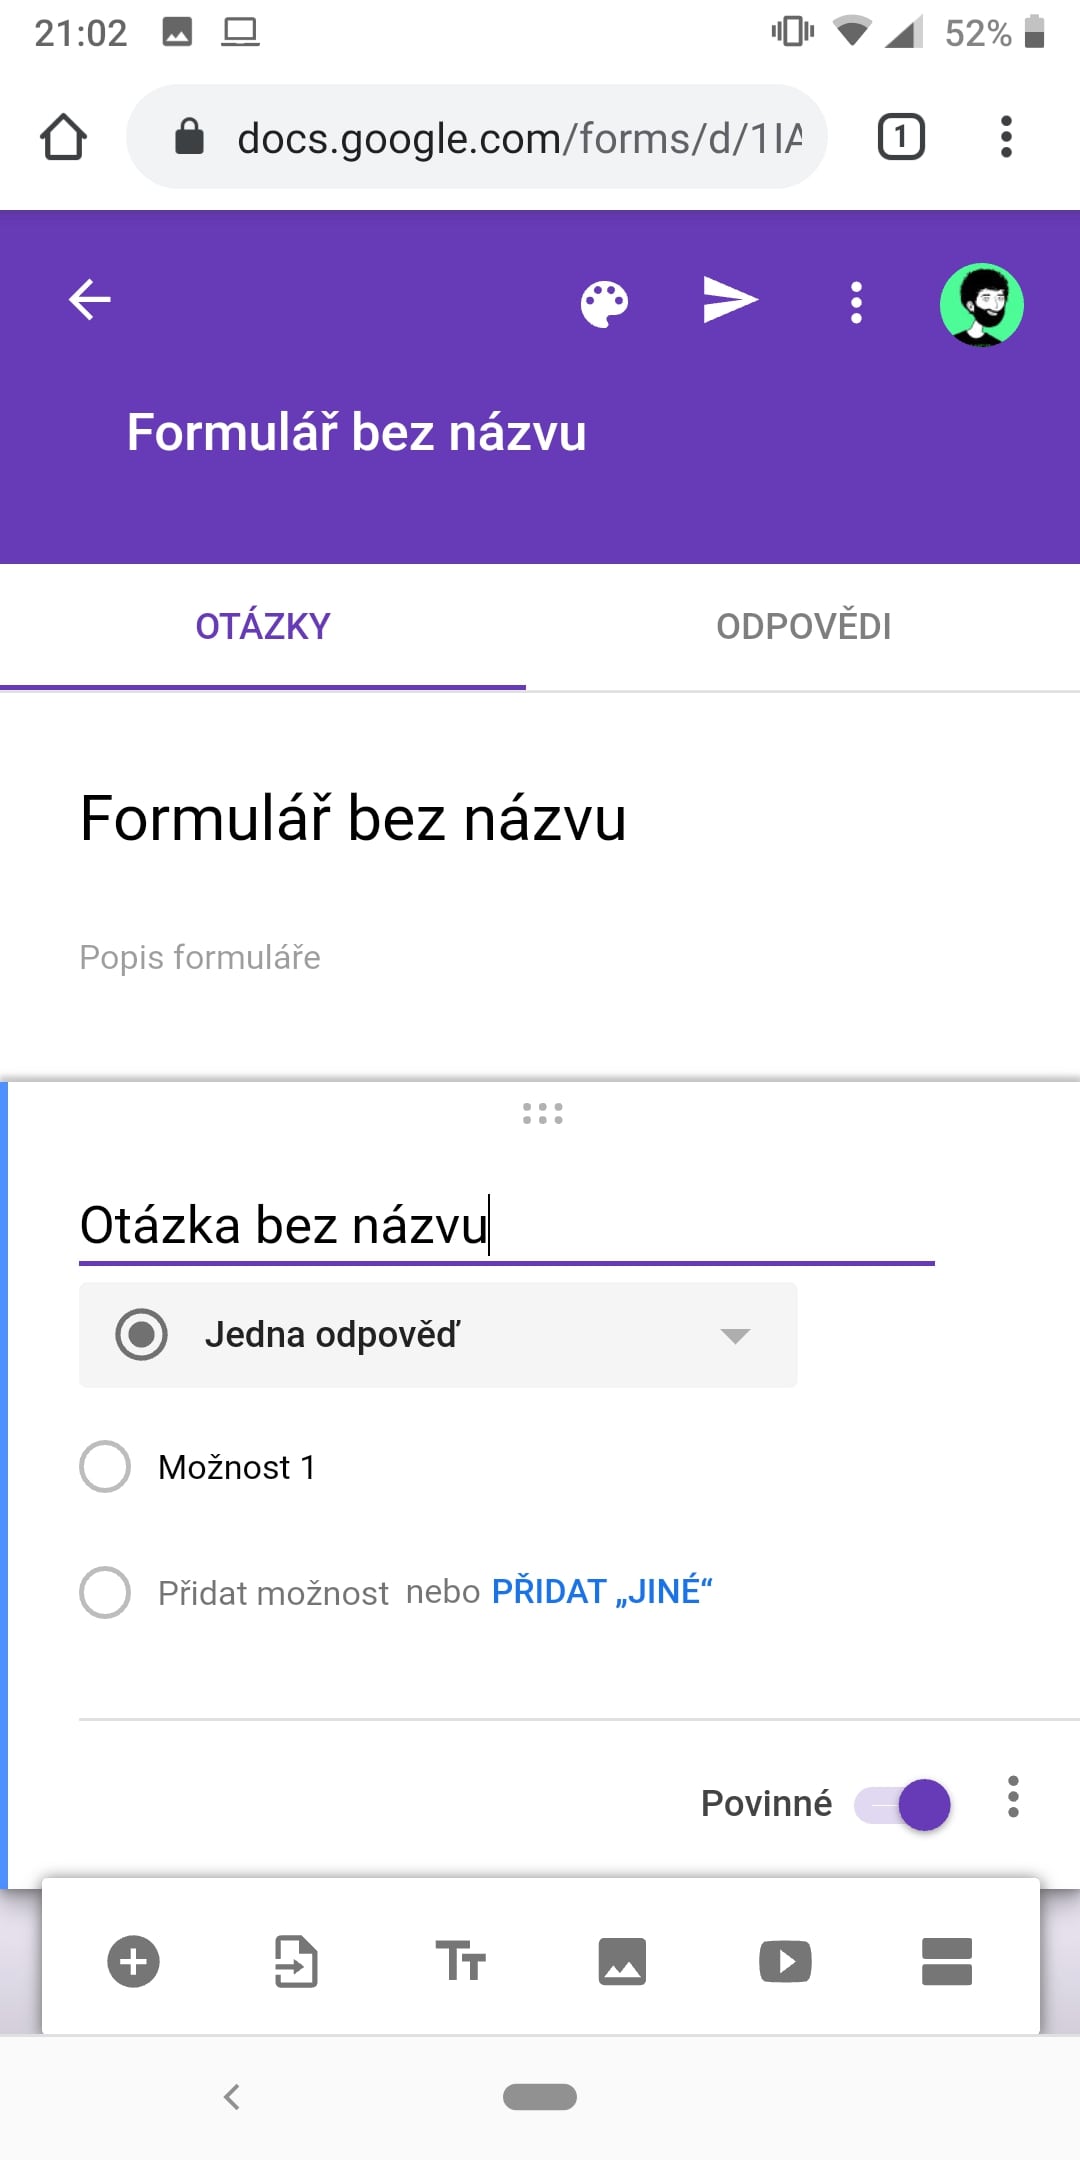 21:02
52%
docs.google.com/forms/d/1IA
1
Formulář bez názvu
OTÁZKY
ODPOVĚDI
Formulář bez názvu
Popis formuláře
Otázka bez názvu
Jedna odpověď
Možnost 1
Přidat možnost nebo PŘIDAT „JINÉ“
Povinné